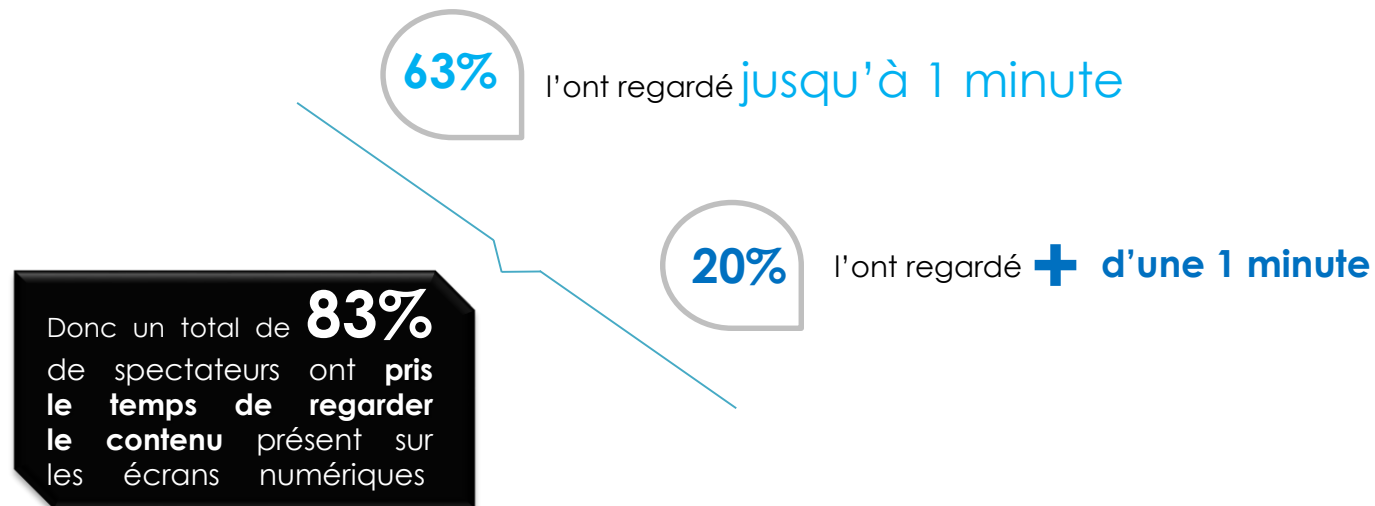 63% l’ont regardé jusqu’à 1 minute
20% l’ont regardé + d’une 1 minute
Donc un total de 83%
de spectateurs ont pris
le temps de regarder
le contenu présent sur
les écrans numériques